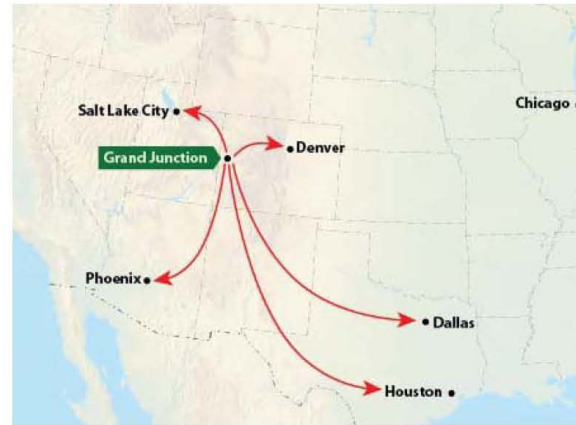 Salt Lake City
Chicago
Denver
Grand Junction
Phoenix
Dallas
Houston